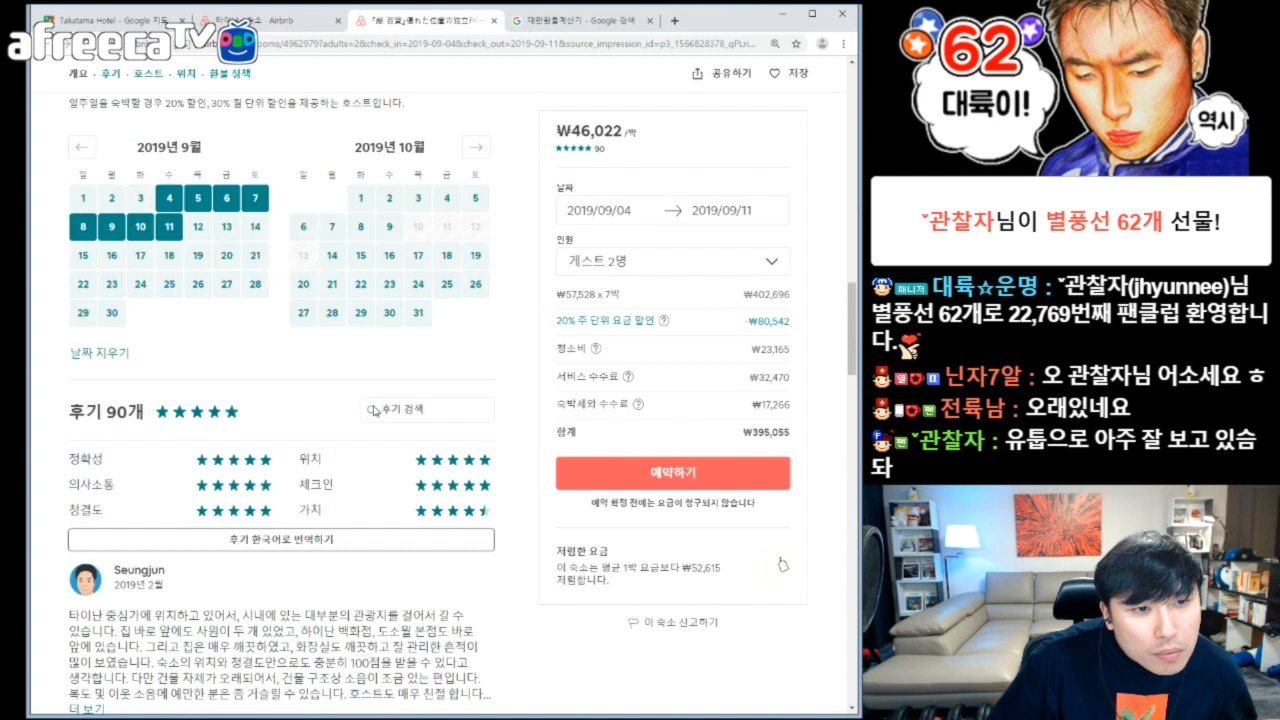 Takatama Hotel - Google 지도
Airbnb
대만환율계산기 - Google 검색
afreecaTV
ooms/4962979?adults=2&check_in=2019-09-04&check_out=2019-09-11&source_impression_id=p3_1566828378_
개요 · 후기 · 호스트 · 위치 · 환불 정책
공유하기
저장
일주일을 숙박할 경우 20% 할인, 30% 월 단위 할인을 제공하는 호스트입니다.
2019년 9월
2019년 10월
일 월 화 수 목 금 토
일 월 화 수 목 금 토
1 2 3 4 5 6 7
1 2 3 4 5
8 9 10 11 12 13 14
6 7 8 9 10 11 12
15 16 17 18 19 20 21
13 14 15 16 17 18 19
22 23 24 25 26 27 28
20 21 22 23 24 25 26
29 30
27 28 29 30 31
날짜 지우기
후기 90개
후기 검색
정확성
위치
의사소통
체크인
청결도
가치
후기 한국어로 번역하기
Seungjun
2019년 2월
타이난 중심가에 위치하고 있어서, 시내에 있는 대부분의 관광지를 걸어서 갈 수
있습니다. 집 바로 앞에도 사원이 두 개 있었고, 하이난 백화점, 도소월 본점도 바로
앞에 있습니다. 그리고 집은 매우 깨끗하였고, 화장실도 깨끗하고 잘 관리한 흔적이
많이 보였습니다. 숙소의 위치와 청결도만으로도 충분히 100점을 받을 수 있다고
생각합니다. 다만 건물 자체가 오래되어서, 건물 구조상 소음이 조금 있는 편입니다.
복도 및 이웃 소음에 예민한 분은 좀 거슬릴 수 있습니다. 호스트도 매우 친절 합니다...
더 보기
₩46,022 /박
90
날짜
2019/09/04
2019/09/11
인원
게스트 2명
₩57,528 x 7박
₩402,696
20% 주 단위 요금 할인
-₩80,542
청소비
₩23,165
서비스 수수료
₩32,470
숙박세와 수수료
₩17,266
합계
₩395,055
예약하기
예약 확정 전에는 요금이 청구되지 않습니다
저렴한 요금
이 숙소는 평균 1박 요금보다 ₩52,615
저렴합니다.
이 숙소 신고하기
62
대륙이!
역시
ˇ관찰자님이 별풍선 62개 선물!
매니저 대륙☆운명 : ˇ관찰자(jhyunnee)님
별풍선 62개로 22,769번째 팬클럽 환영합니
다.
닌자7알 : 오 관찰자님 어소세요 ㅎ
팬 전륙남 : 오래있네요
팬 ˇ관찰자 : 유툽으로 아주 잘 보고 있슴
돠